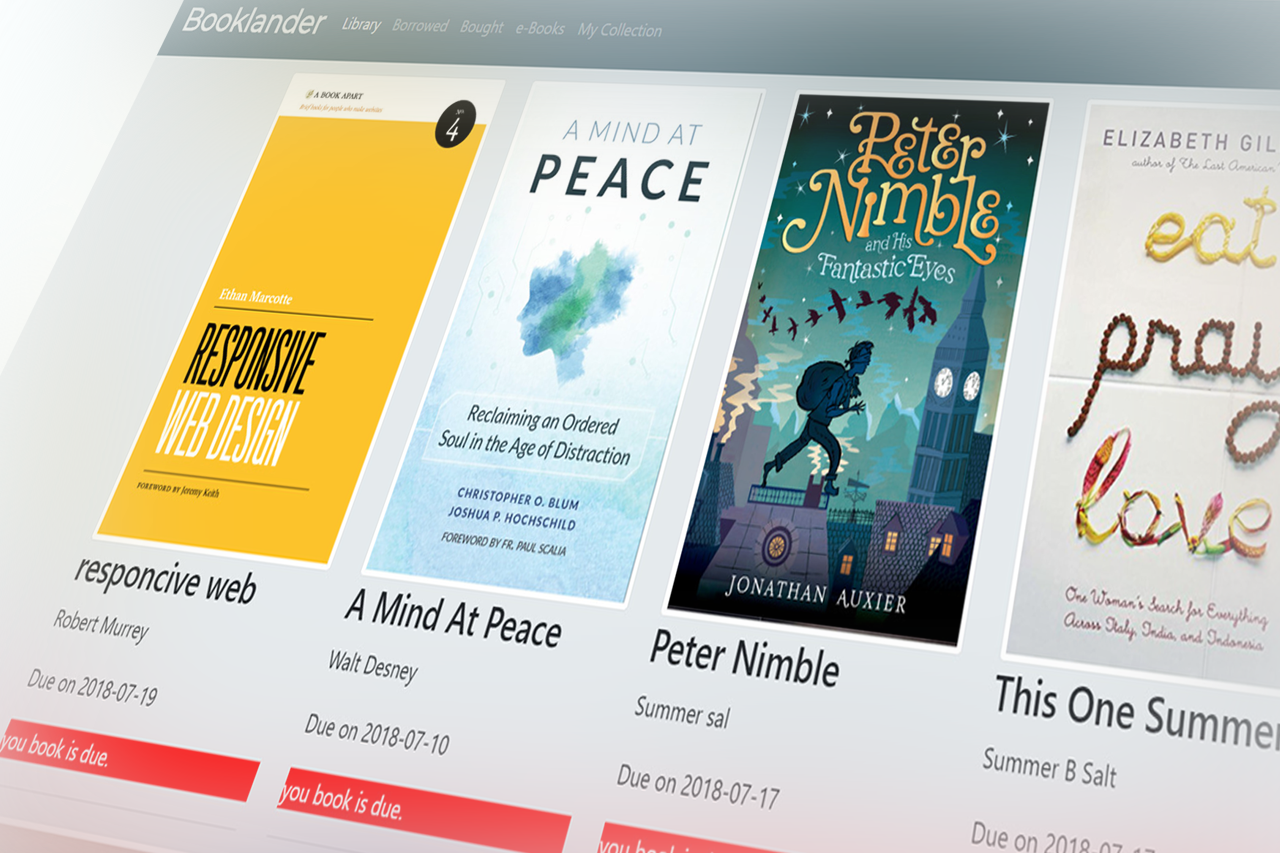 Booklander Library Borrowed Bought e-Books My Collection
A BOOK APART
Brief books for people who make websites
No
4
Ethan Marcotte
RESPONSIVE
WEB DESIGN
FOREWORD BY Jeremy Keith
responcive web
Robert Murrey
Due on 2018-07-19
you book is due.
A MIND AT
PEACE
Reclaiming an Ordered
Soul in the Age of Distraction
CHRISTOPHER O. BLUM
JOSHUA P. HOCHSCHILD
FOREWORD BY FR. PAUL SCALIA
A Mind At Peace
Walt Desney
Due on 2018-07-10
you book is due.
Peter
Nimble
and His
Fantastic Eyes
JONATHAN AUXIER
Peter Nimble
Summer sal
Due on 2018-07-17
you book
ELIZABETH GIL
author of The Last American
eat
pray
love
One Woman's Search for Everything
Across Italy, India, and Indonesia
This One Summer
Summer B Salt
Due on 2018-07-17